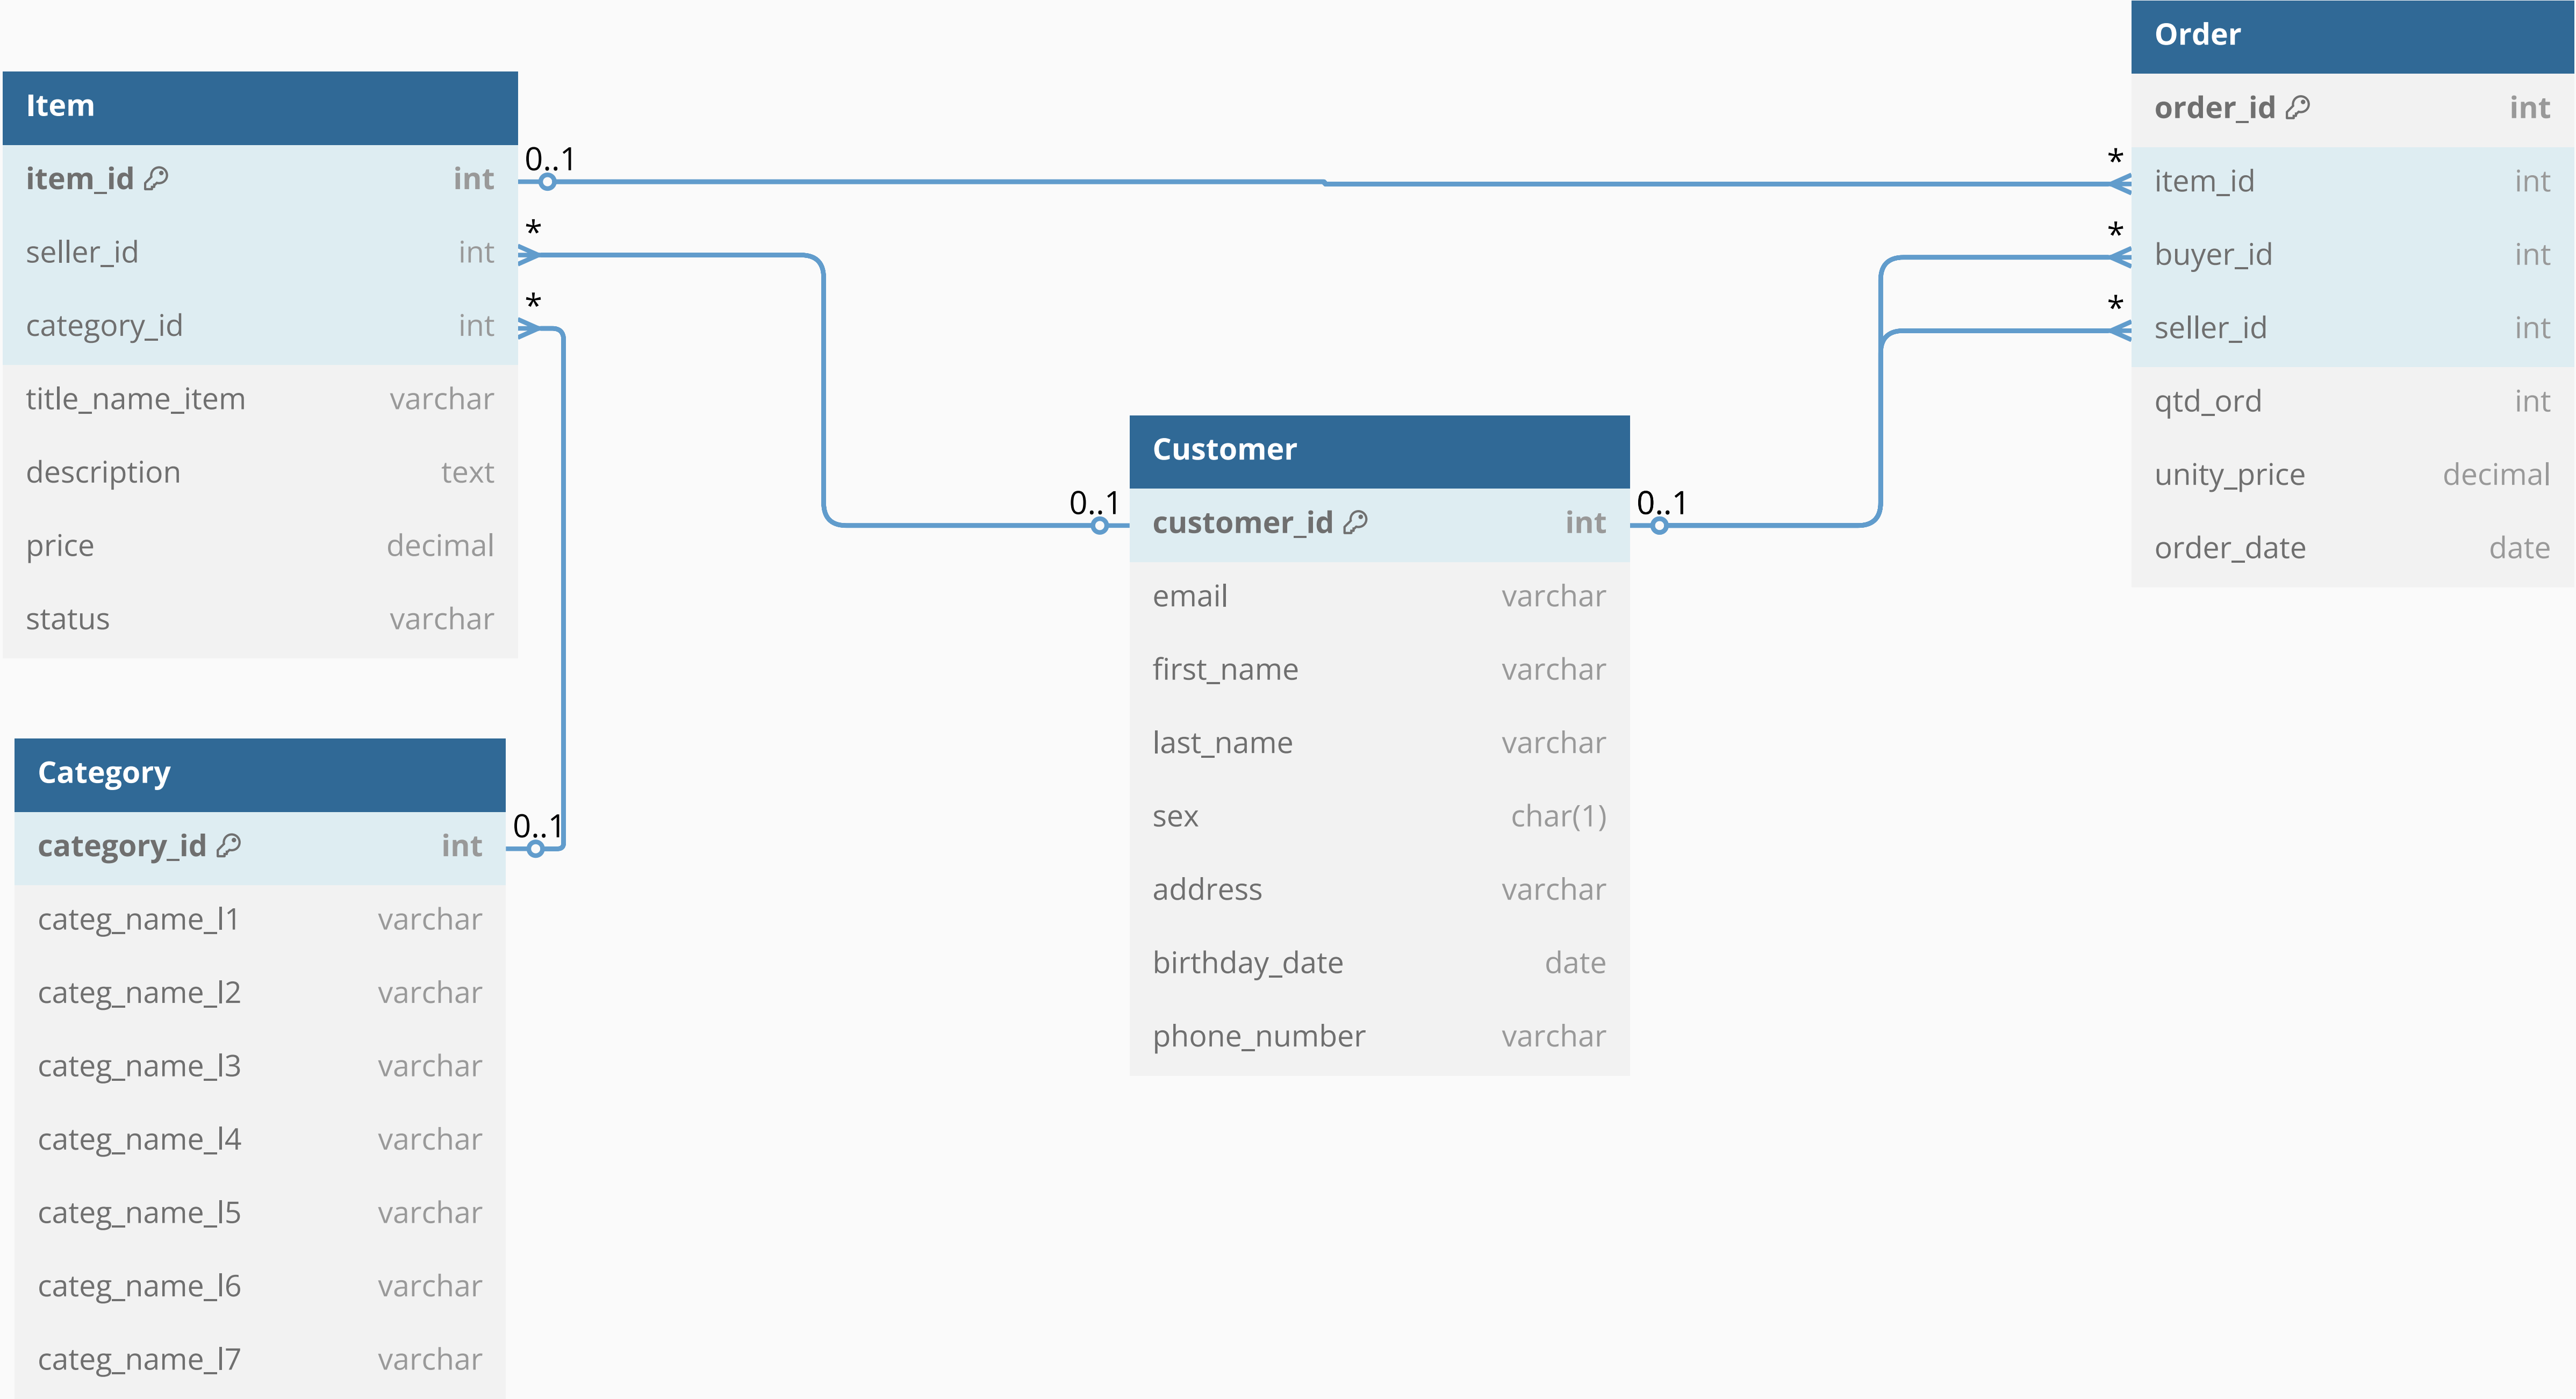 Item
item_id int
seller_id int
category_id int
title_name_item varchar
description text
price decimal
status varchar
0..1
*
*
Category
category_id int
categ_name_l1 varchar
categ_name_l2 varchar
categ_name_l3 varchar
categ_name_l4 varchar
categ_name_l5 varchar
categ_name_l6 varchar
categ_name_l7 varchar
0..1
Customer
0..1
0..1
customer_id int
email varchar
first_name varchar
last_name varchar
sex char(1)
address varchar
birthday_date date
phone_number varchar
Order
order_id int
*
item_id int
*
buyer_id int
*
seller_id int
qtd_ord int
unity_price decimal
order_date date